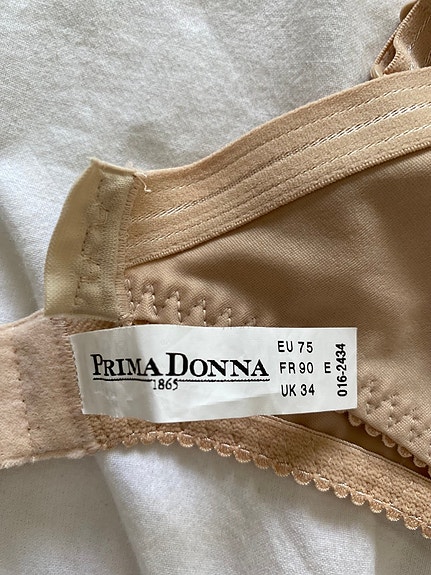 PRIMA DONNA
1865
EU 75
FR 90 E
UK 34
016-2434